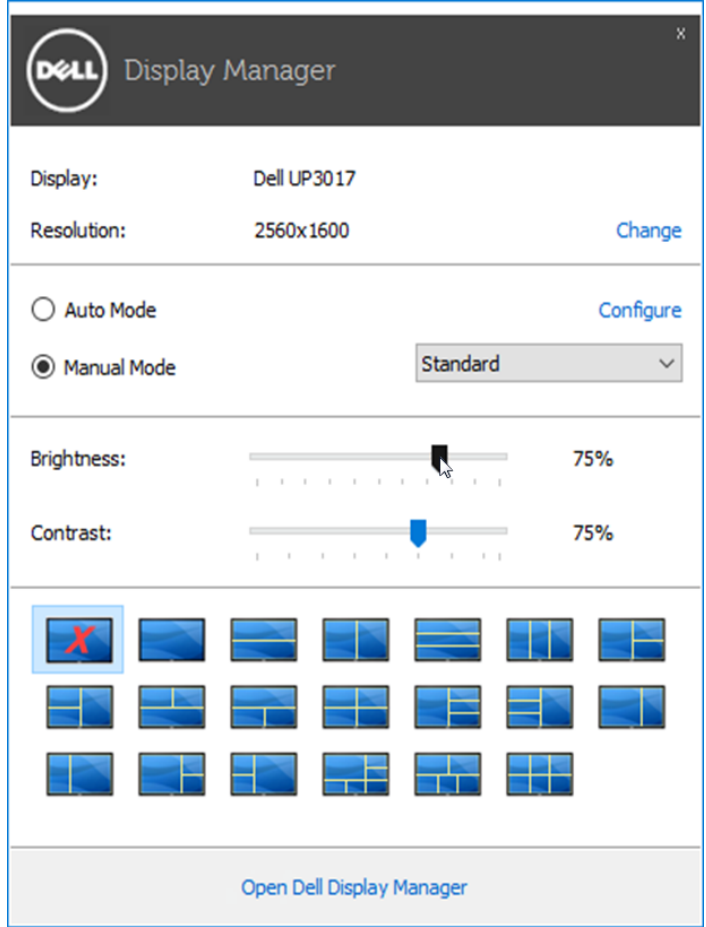 X
DELL Display Manager
Display: Dell UP3017
Resolution: 2560x1600 Change
Auto Mode Configure
Manual Mode Standard
Brightness: 75%
Contrast: 75%
X
Open Dell Display Manager